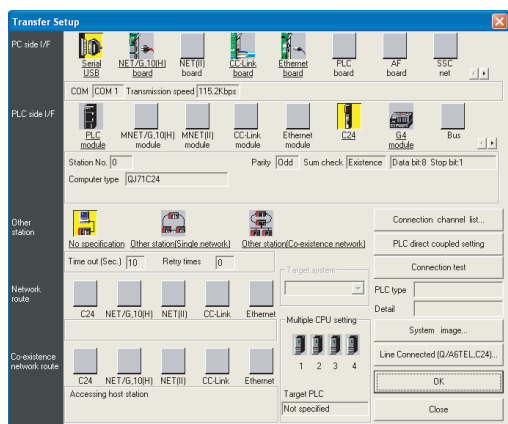 Transfer Setup
PC side I/F
Serial USB
NET/G,10(H) board
NET(II) board
CC-Link board
Ethernet board
PLC board
AF board
SSC net
COM COM 1 Transmission speed 115.2Kbps
PLC side I/F
PLC module
MNET/G,10(H) module
MNET(II) module
CC-Link module
Ethernet module
C24
G4 module
Bus
Station No. 0 Parity Odd Sum check Existence Data bit:8 Stop bit:1
Computer type QJ71C24
Other station
No specification
Other station(Single network)
Other station(Co-existence network)
Time out (Sec.) 10 Retry times 0
Target system
Connection channel list...
PLC direct coupled setting
Connection test
PLC type
Detail
System image...
Line Connected (Q/A6TEL,C24)...
OK
Close
Network route
C24 NET/G,10(H) NET(II) CC-Link Ethernet
Multiple CPU setting
1 2 3 4
Target PLC
Not specified
Co-existence network route
C24 NET/G,10(H) NET(II) CC-Link Ethernet
Accessing host station